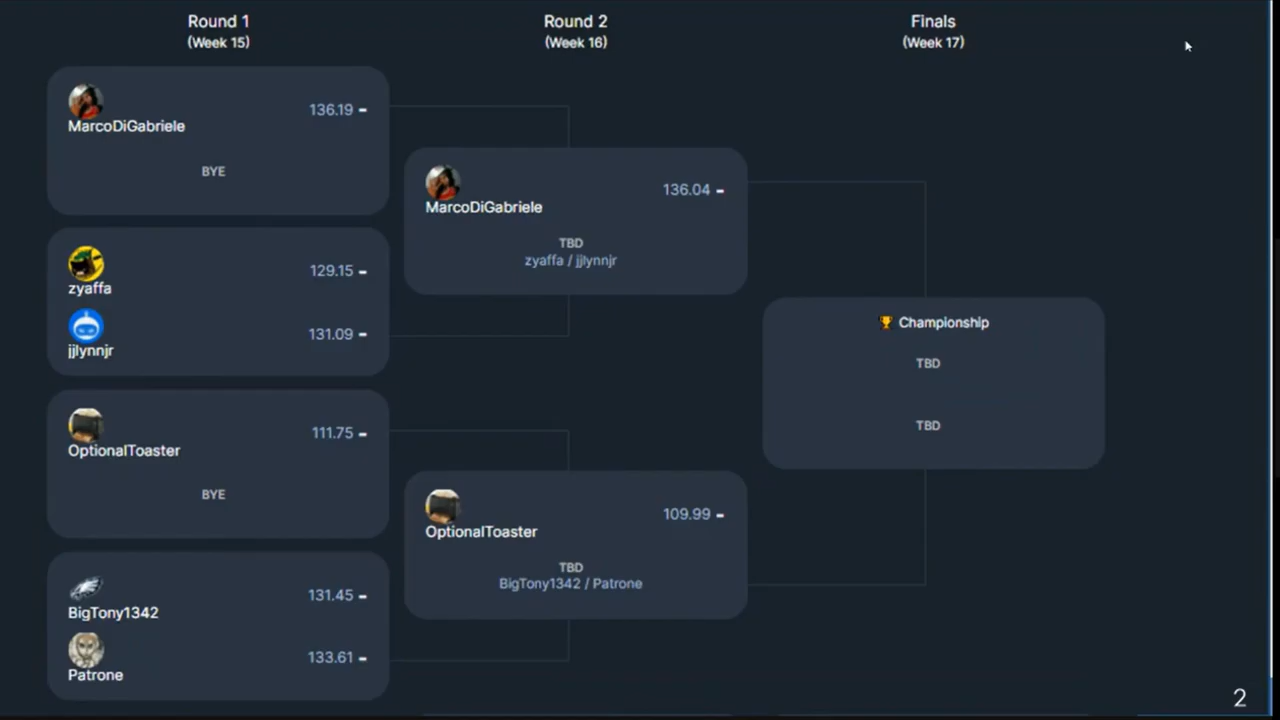 Round 1
(Week 15)
Round 2
(Week 16)
Finals
(Week 17)
136.19 -
MarcoDiGabriele
BYE
129.15 -
zyaffa
131.09 -
jjlynnjr
111.75 -
OptionalToaster
BYE
131.45 -
BigTony1342
133.61 -
Patrone
136.04 -
MarcoDiGabriele
TBD
zyaffa / jjlynnjr
109.99 -
OptionalToaster
TBD
BigTony1342 / Patrone
🏆 Championship
TBD
TBD
2